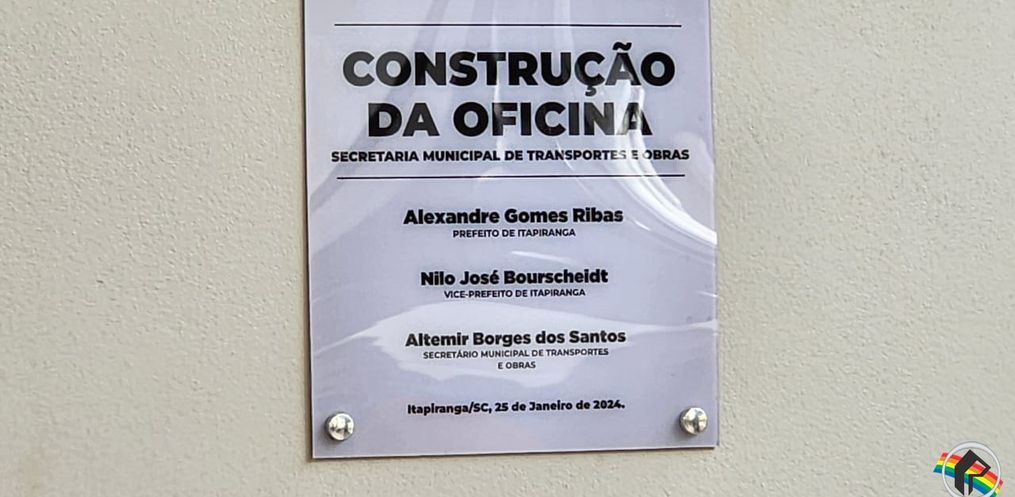 CONSTRUÇÃO
DA OFICINA
SECRETARIA MUNICIPAL DE TRANSPORTES E OBRAS
Alexandre Gomes Ribas
PREFEITO DE ITAPIRANGA
Nilo José Bourscheidt
VICE-PREFEITO DE ITAPIRANGA
Altemir Borges dos Santos
SECRETÁRIO MUNICIPAL DE TRANSPORTES
E OBRAS
Itapiranga/SC, 25 de Janeiro de 2024.